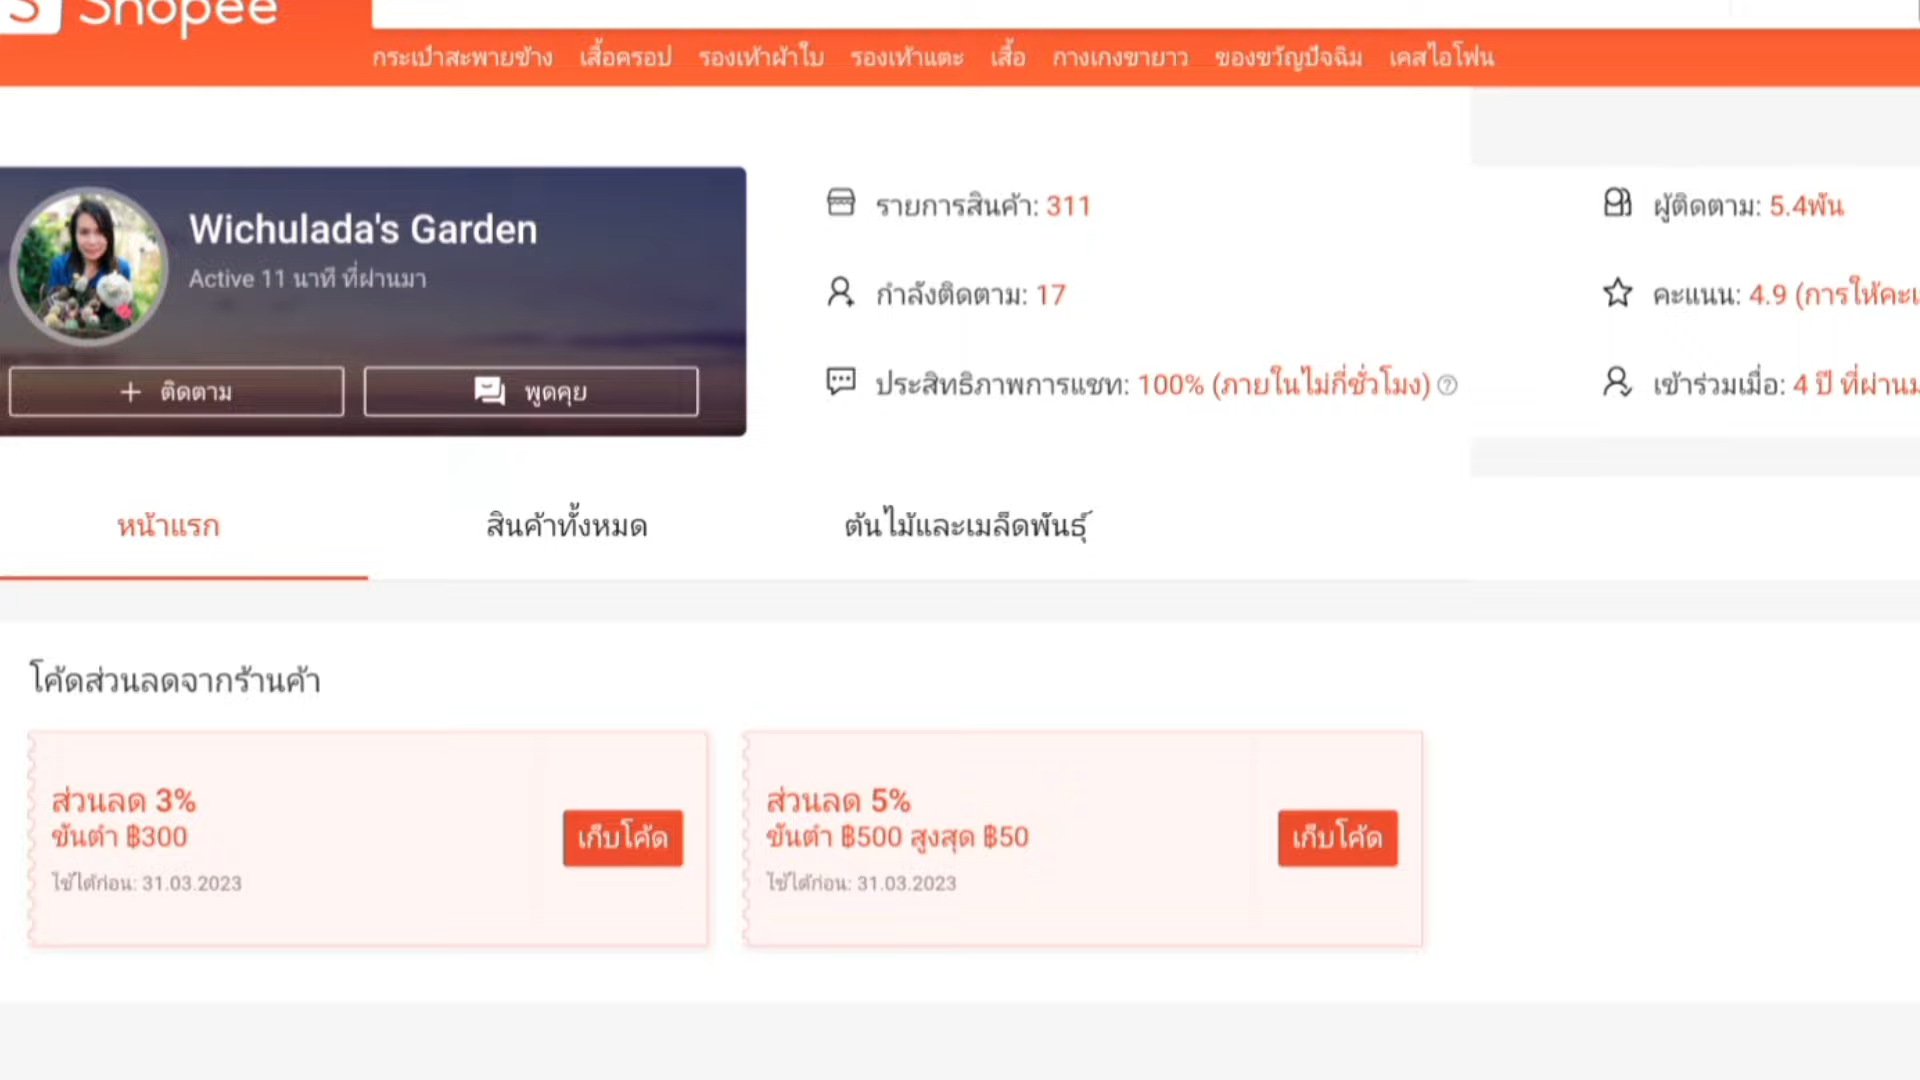 Shopee
กระเป๋าสะพายข้าง เสื้อครอป รองเท้าผ้าใบ รองเท้าแตะ เสื้อ กางเกงขายาว ของขวัญปัจฉิม เคสไอโฟน
Wichulada's Garden
Active 11 นาที ที่ผ่านมา
+ ติดตาม พูดคุย
รายการสินค้า: 311
ผู้ติดตาม: 5.4พัน
กำลังติดตาม: 17
คะแนน: 4.9 (การให้คะ
ประสิทธิภาพการแชท: 100% (ภายในไม่กี่ชั่วโมง)
เข้าร่วมเมื่อ: 4 ปี ที่ผ่านม
หน้าแรก สินค้าทั้งหมด ต้นไม้และเมล็ดพันธุ์
โค้ดส่วนลดจากร้านค้า
ส่วนลด 3%
ขั้นต่ำ ฿300
ใช้ได้ก่อน: 31.03.2023
เก็บโค้ด
ส่วนลด 5%
ขั้นต่ำ ฿500 สูงสุด ฿50
ใช้ได้ก่อน: 31.03.2023
เก็บโค้ด